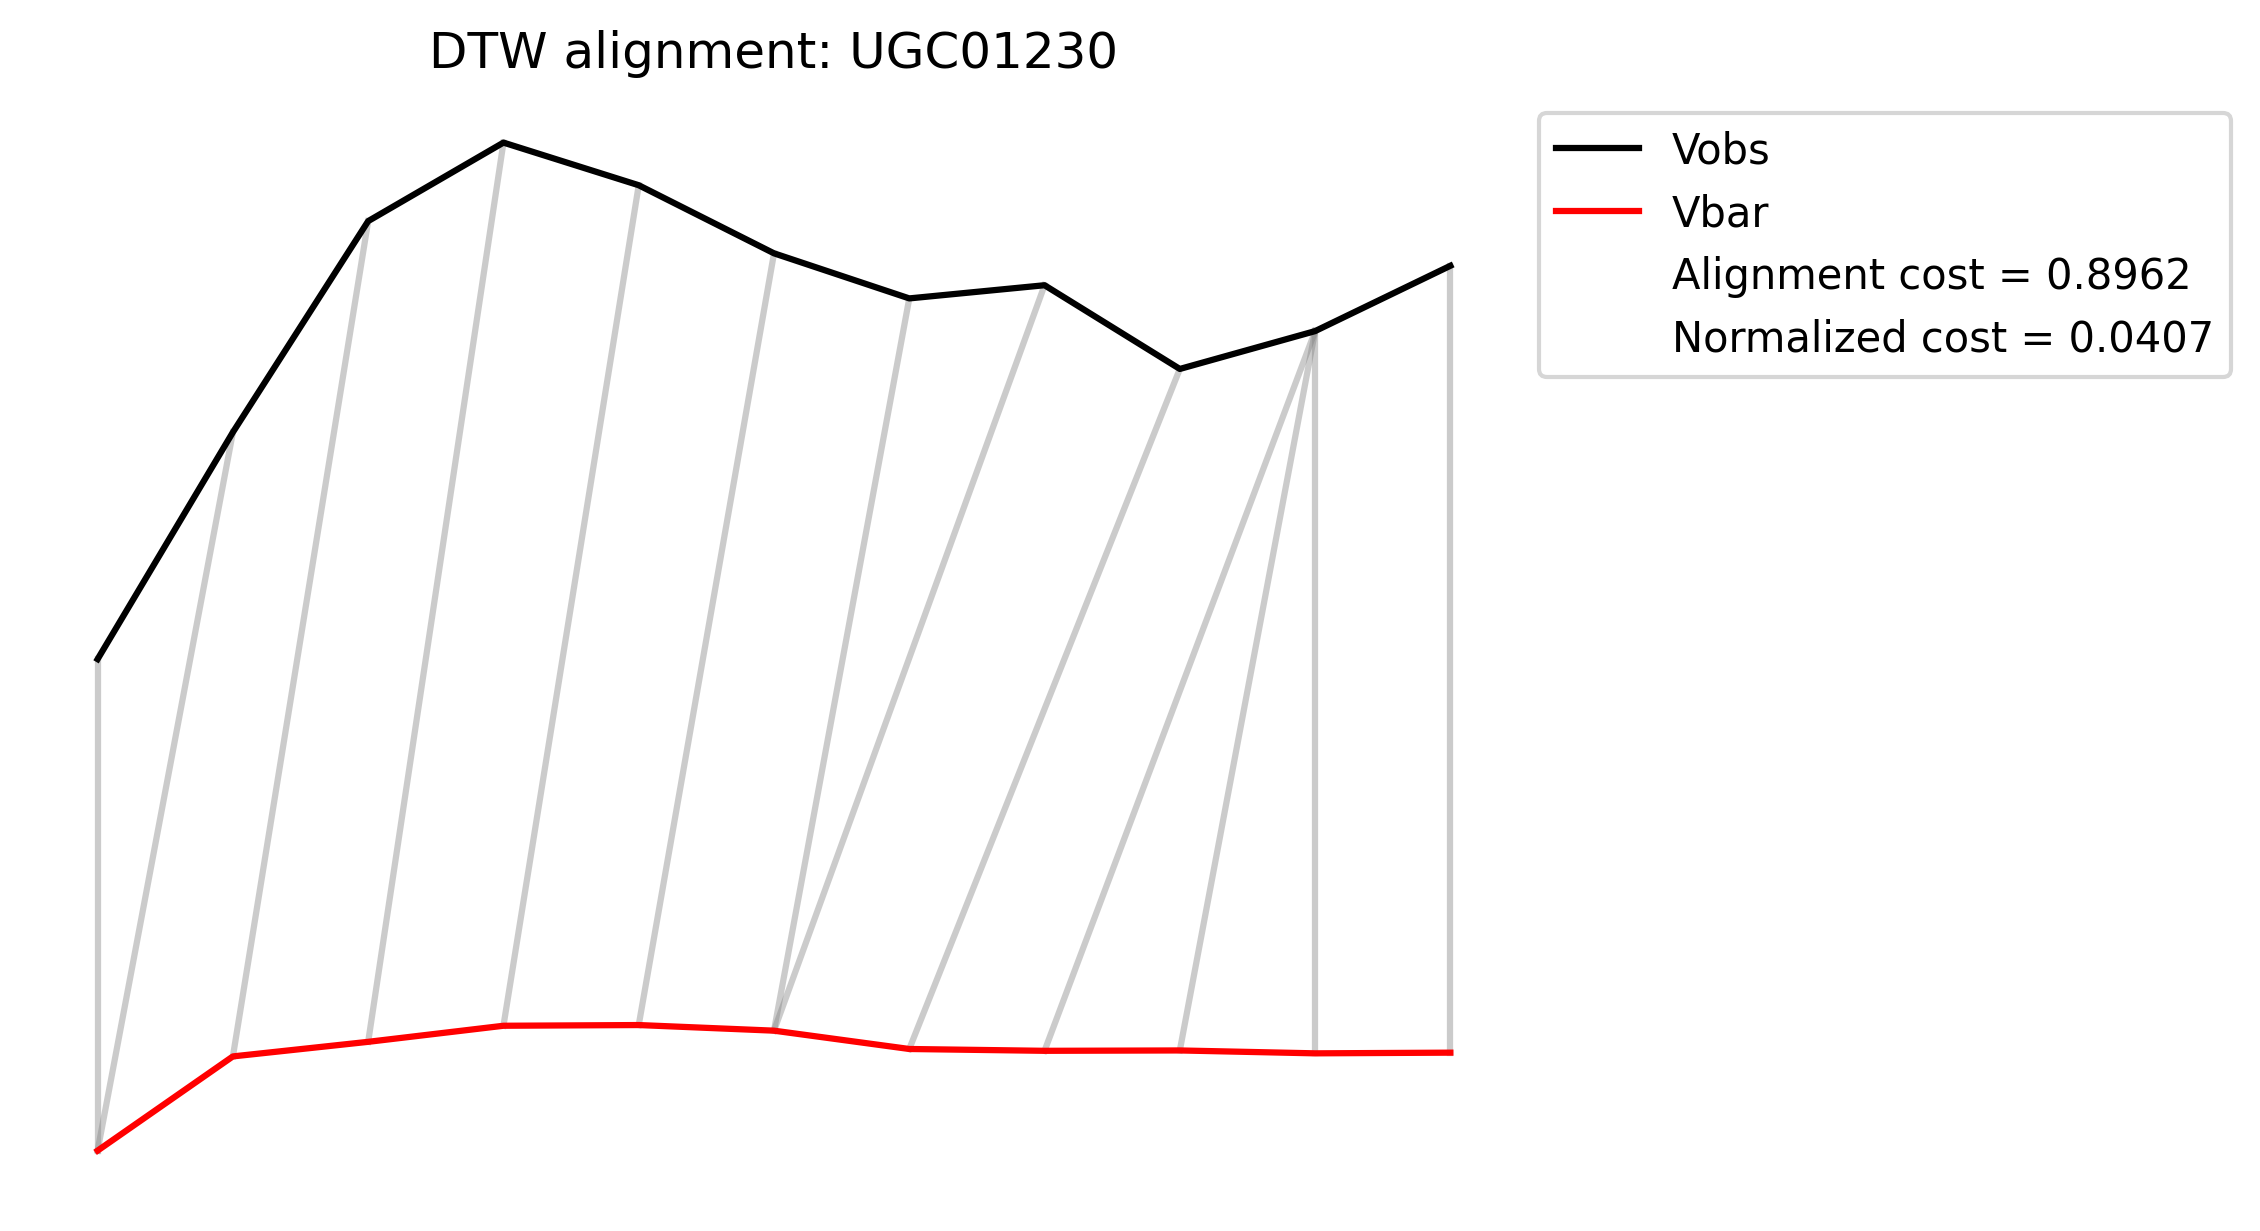 DTW alignment: UGC01230
Vobs
Vbar
Alignment cost = 0.8962
Normalized cost = 0.0407